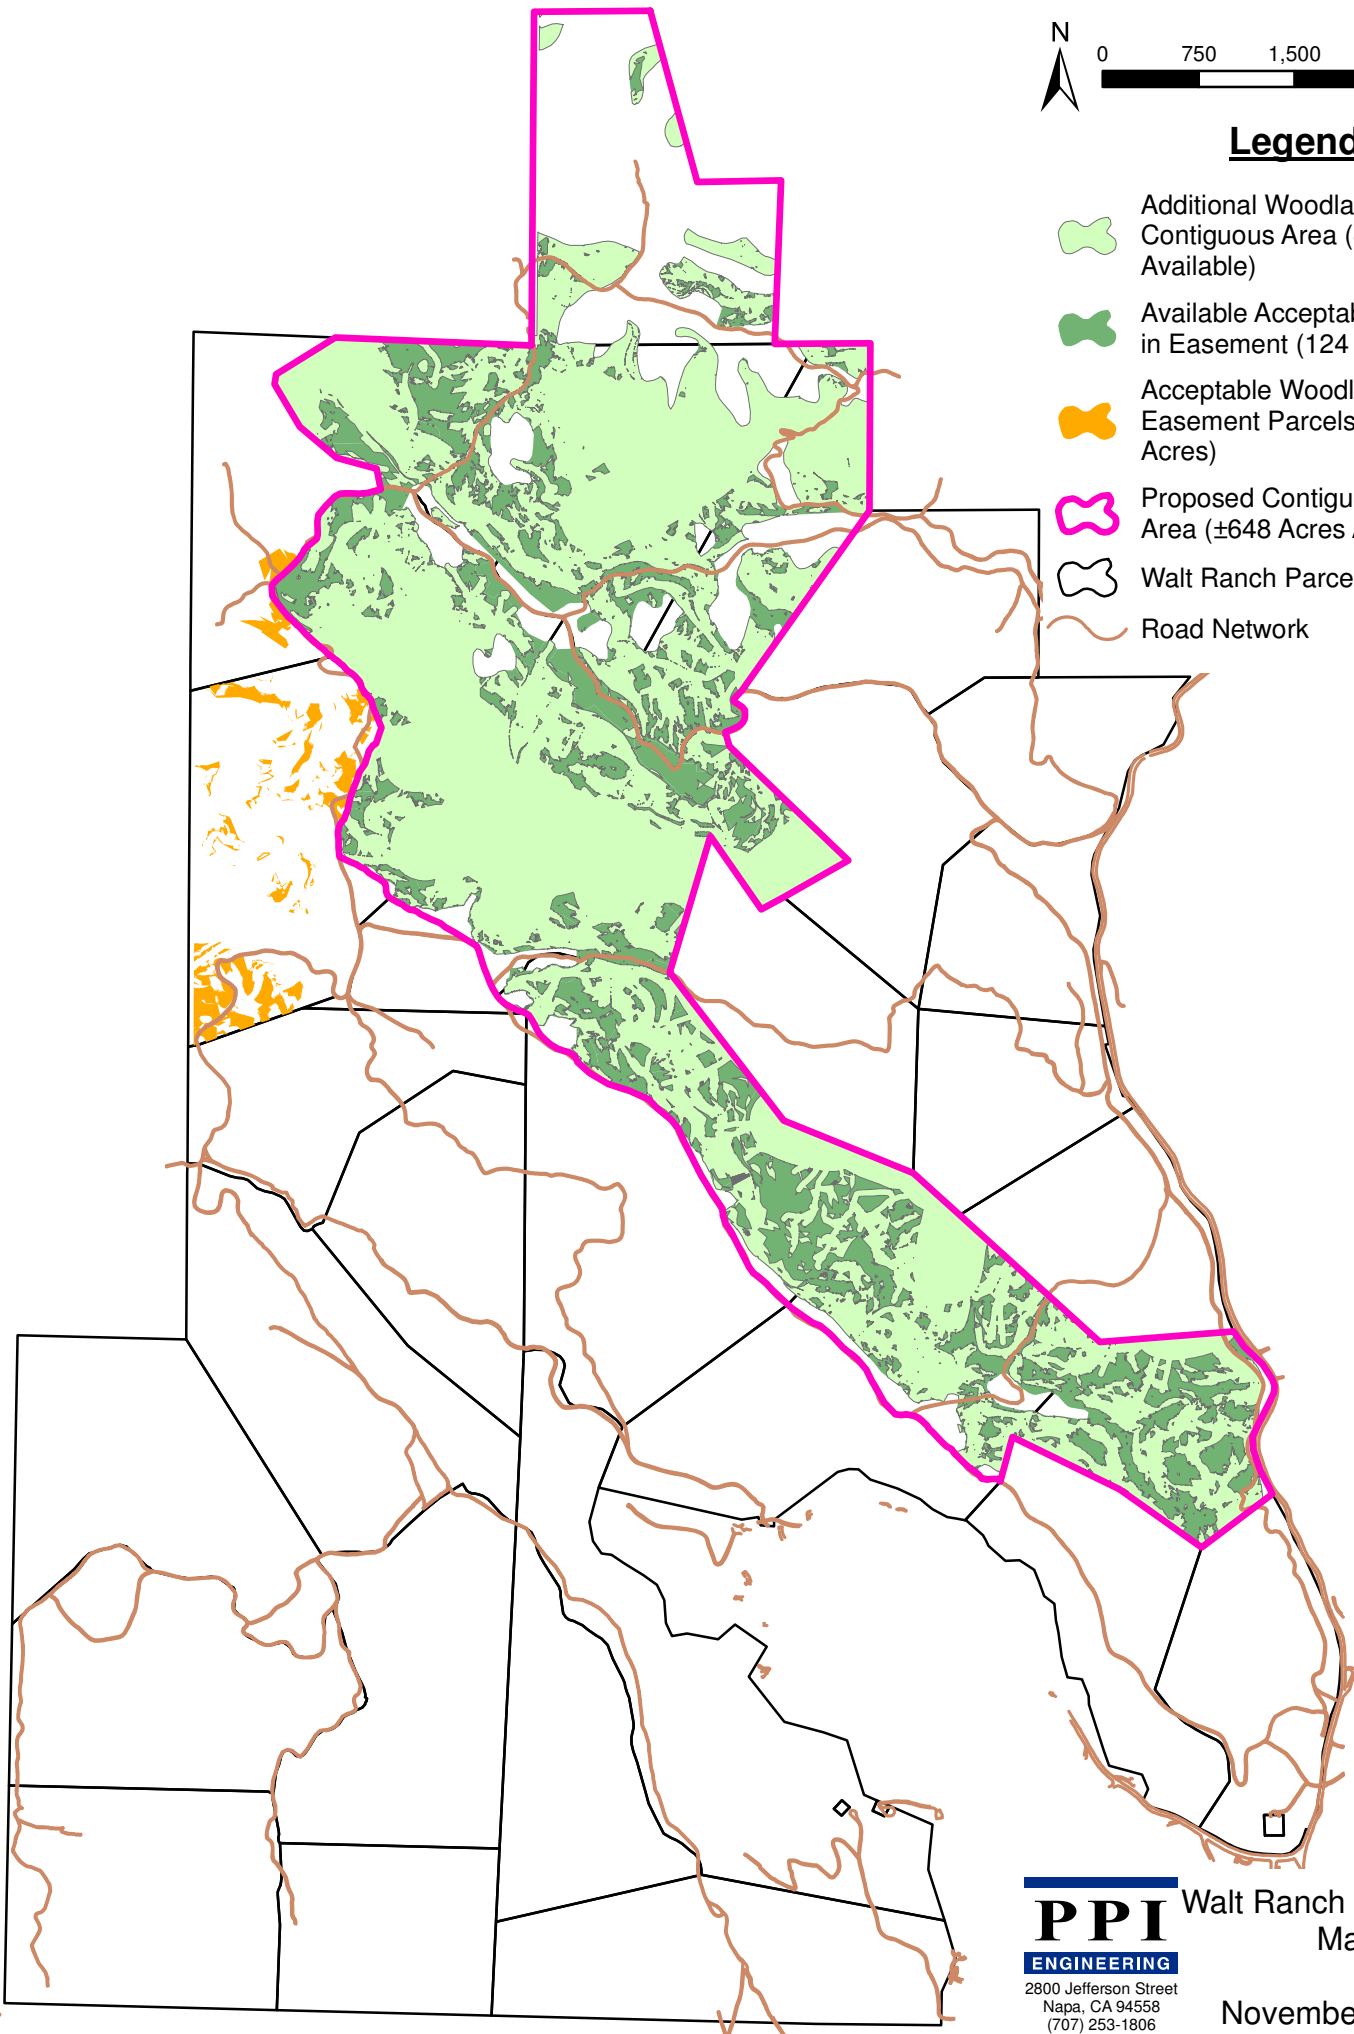 N
0 750 1,500
Legend
Additional Woodla
Contiguous Area (
Available)
Available Acceptab
in Easement (124
Acceptable Woodl
Easement Parcels
Acres)
Proposed Contigu
Area (±648 Acres
Walt Ranch Parce
Road Network
PPI
ENGINEERING
2800 Jefferson Street
Napa, CA 94558
(707) 253-1806
Walt Ranch
Ma
Novembe